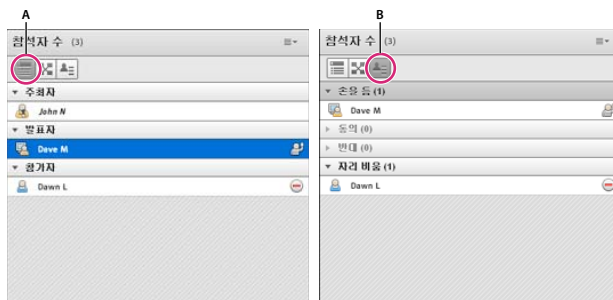 A
B
참석자 수 (3)
주최자
John N
발표자
Dave M
참가자
Dawn L
참석자 수 (3)
손을 듬 (1)
Dave M
동의 (0)
반대 (0)
자리 비움 (1)
Dawn L